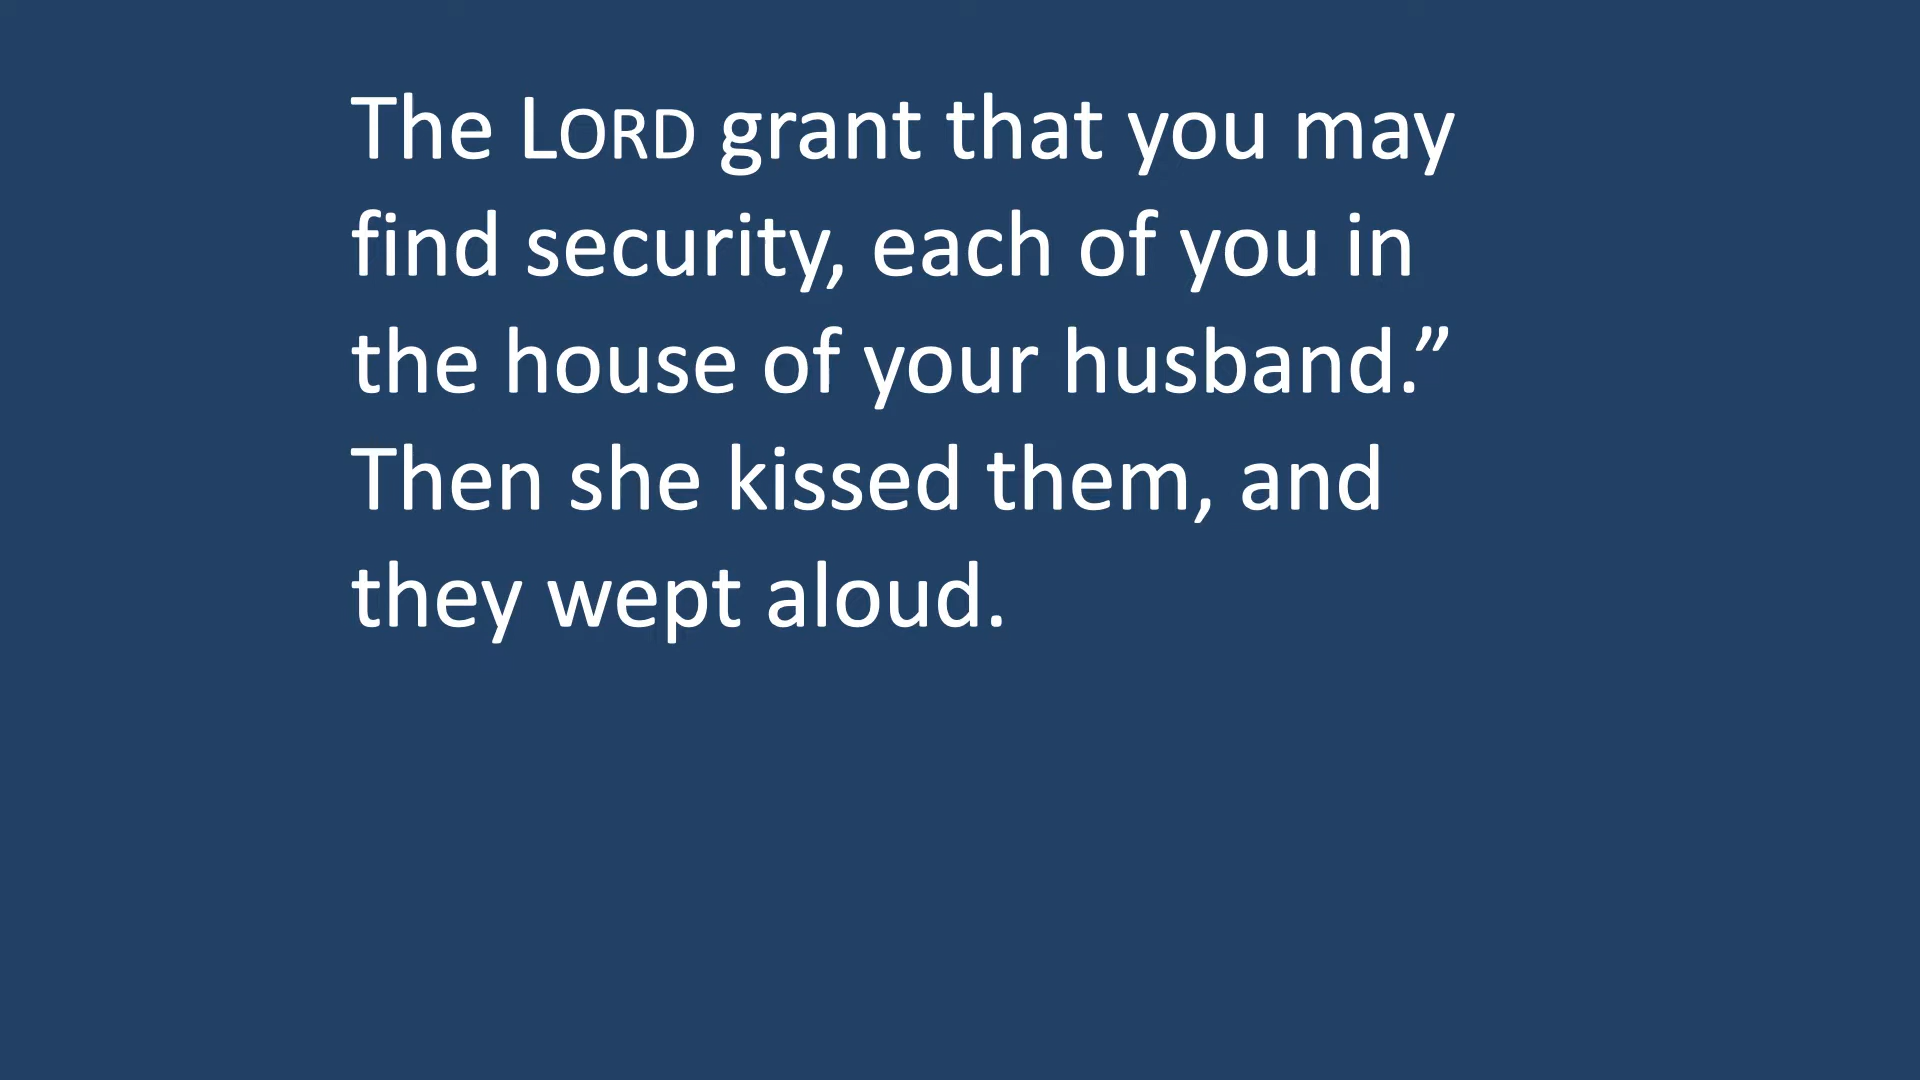 The LORD grant that you may
find security, each of you in
the house of your husband.”
Then she kissed them, and
they wept aloud.